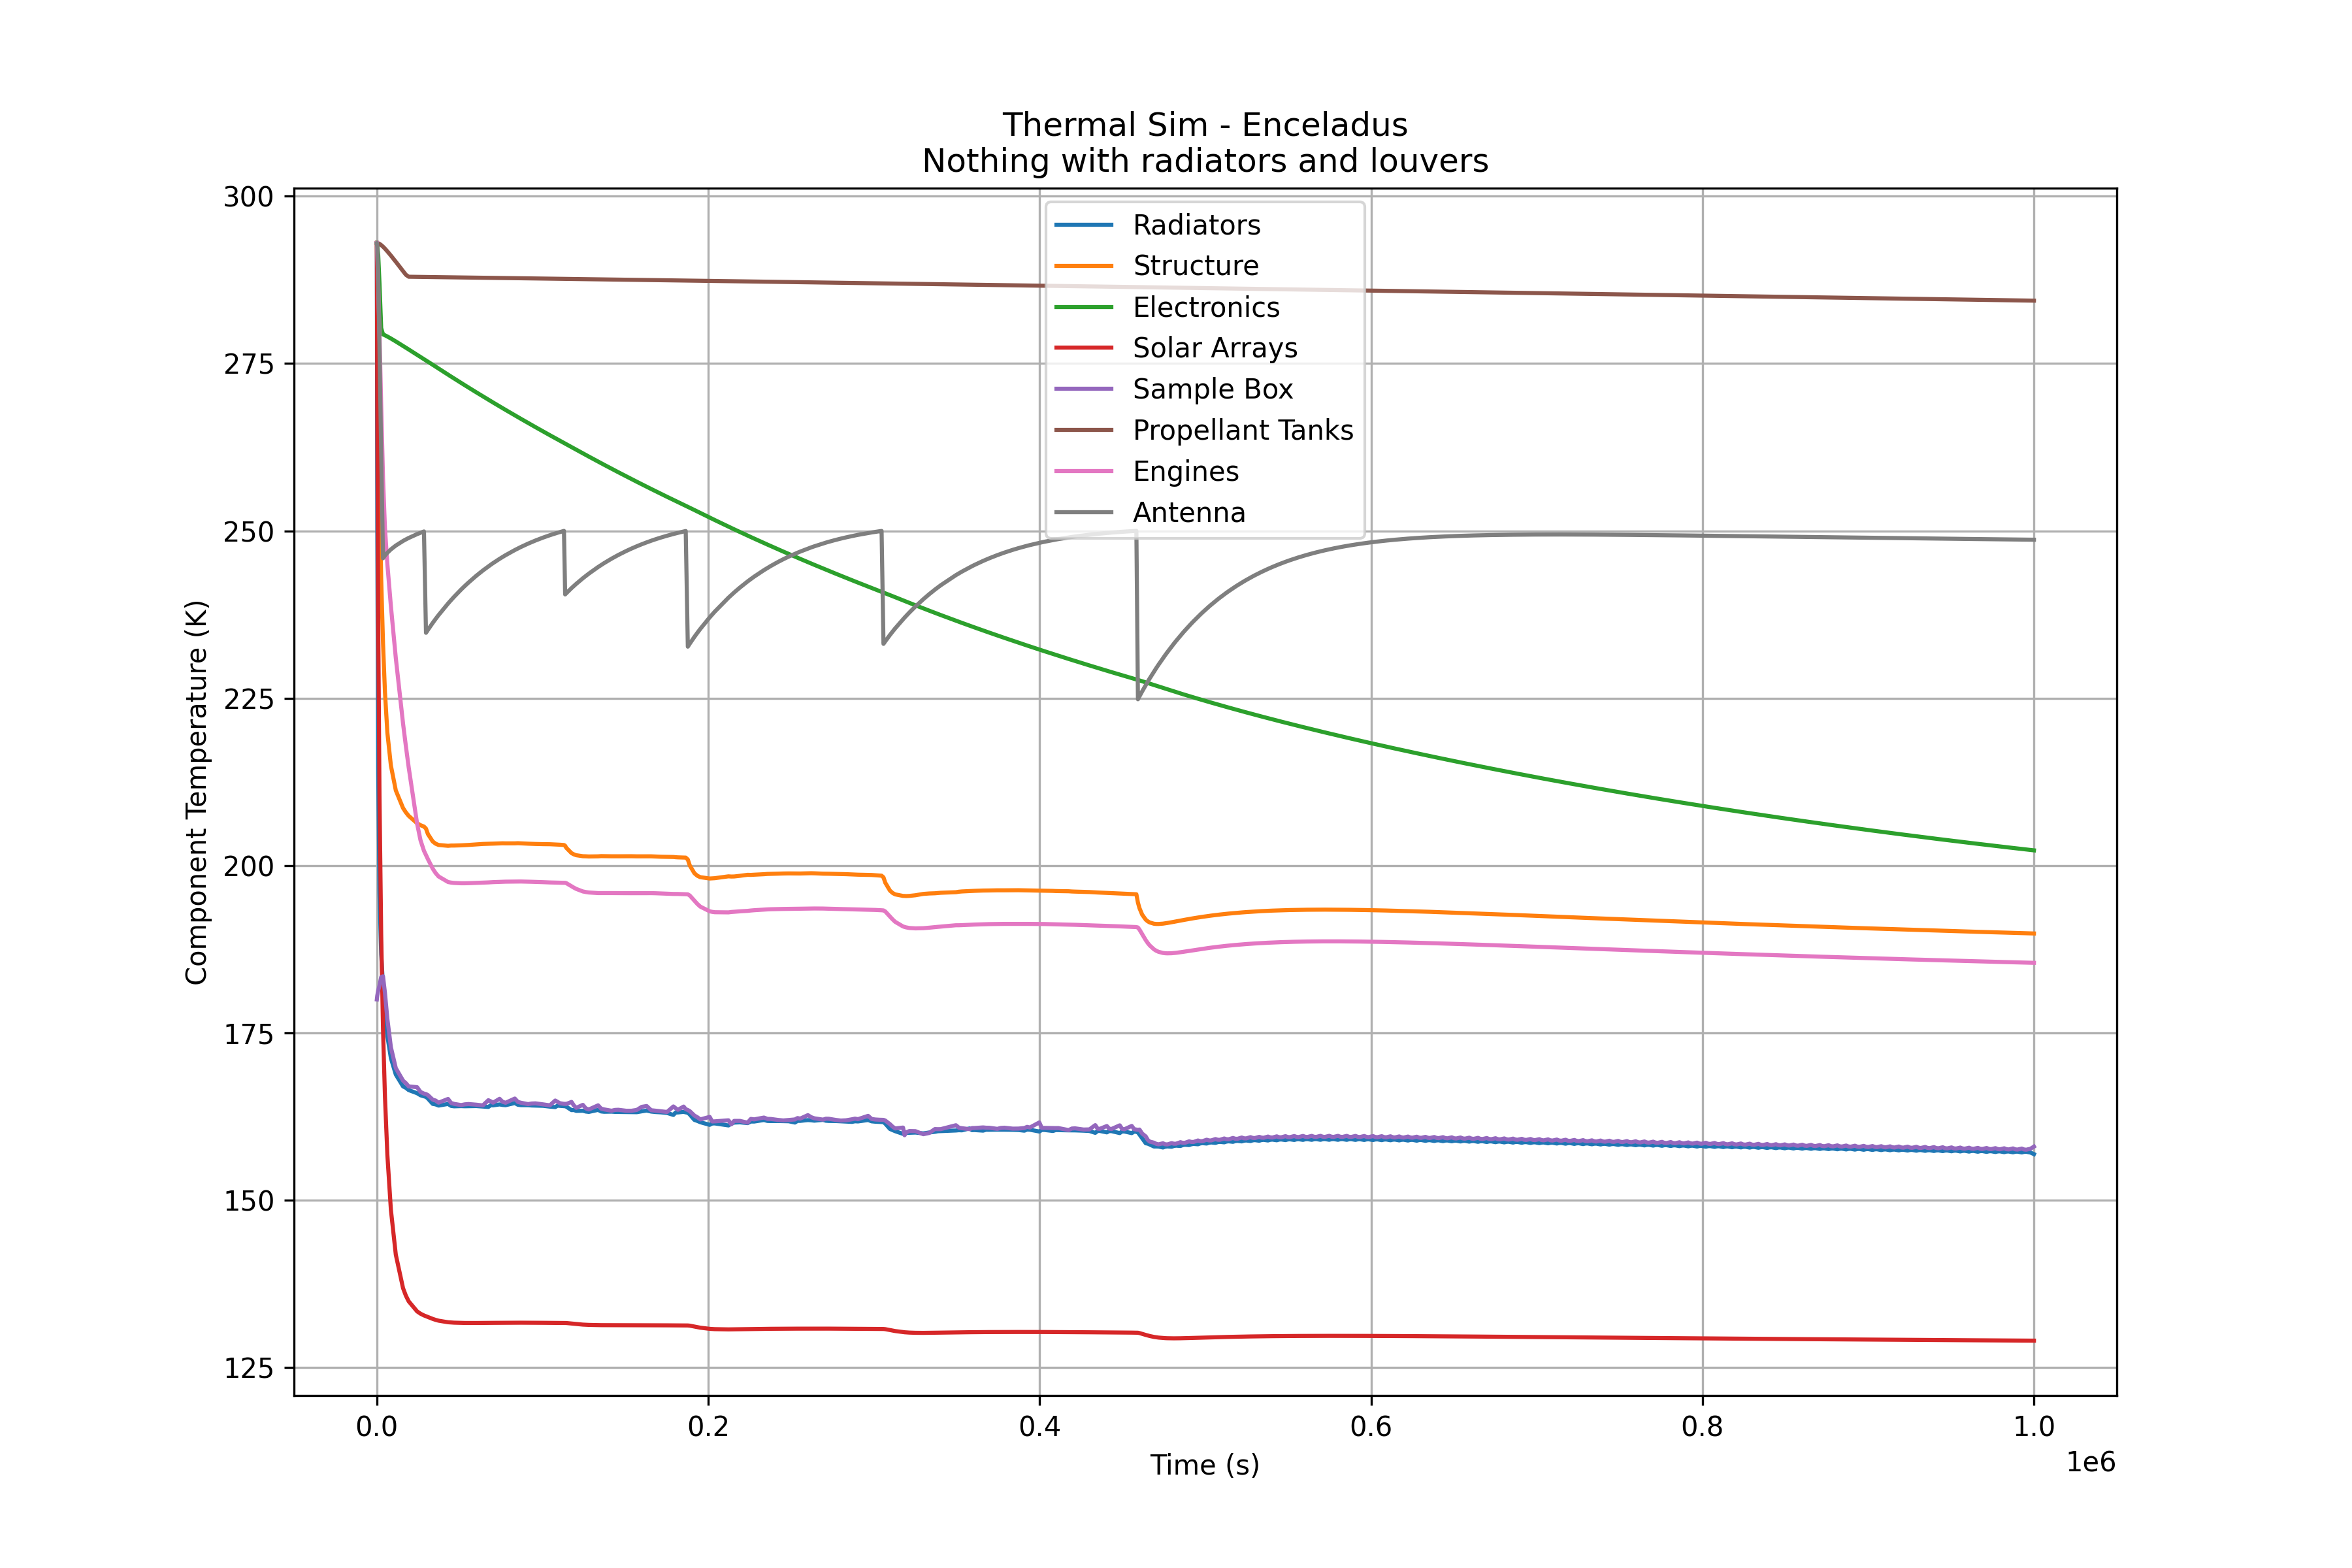 Thermal Sim - Enceladus
Nothing with radiators and louvers
300
275
250
225
200
175
150
125
Component Temperature (K)
Radiators
Structure
Electronics
Solar Arrays
Sample Box
Propellant Tanks
Engines
Antenna
0.0 0.2 0.4 0.6 0.8 1.0
Time (s)
1e6